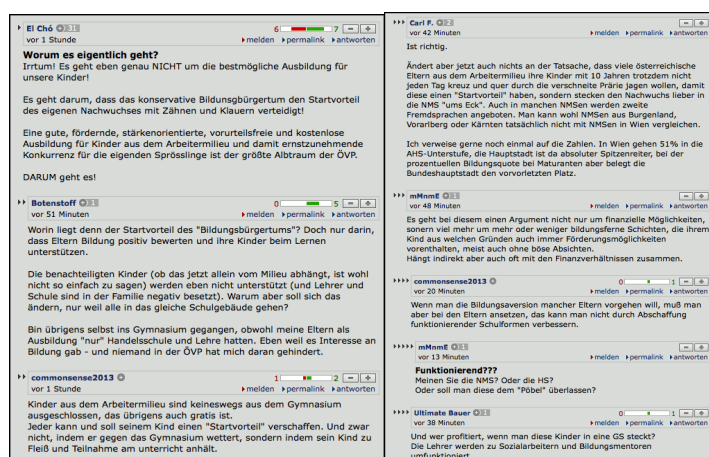 El Chó 31
6 7
vor 1 Stunde
melden permalink antworten
Worum es eigentlich geht?
Irrtum! Es geht eben genau NICHT um die bestmögliche Ausbildung für
unsere Kinder!
Es geht darum, dass das konservative Bildungsbürgertum den Startvorteil
des eigenen Nachwuchses mit Zähnen und Klauern verteidigt!
Eine gute, fördernde, stärkenorientierte, vorurteilsfreie und kostenlose
Ausbildung für Kinder aus dem Arbeitermilieu und damit ernstzunehmende
Konkurrenz für die eigenden Sprösslinge ist der größte Albtraum der ÖVP.
DARUM geht es!
Botenstoff 1
0 5
vor 51 Minuten
melden permalink antworten
Worin liegt denn der Startvorteil des "Bildungsbürgertums"? Doch nur darin,
dass Eltern Bildung positiv bewerten und ihre Kinder beim Lernen
unterstützen.
Die benachteiligten Kinder (ob das jetzt allein vom Milieu abhängt, ist wohl
nicht so einfach zu sagen) werden eben nicht unterstützt (und Lehrer und
Schule sind in der Familie negativ besetzt). Warum aber soll sich das
ändern, nur weil alle in das gleiche Schulgebäude gehen?
Bin übrigens selbst ins Gymnasium gegangen, obwohl meine Eltern als
Ausbildung "nur" Handelsschule und Lehre hatten. Eben weil es Interesse an
Bildung gab - und niemand in der ÖVP hat mich daran gehindert.
commonsense2013
1 2
vor 1 Stunde
melden permalink antworten
Kinder aus dem Arbeitermilieu sind keineswegs aus dem Gymnasium
ausgeschlossen, das übrigens auch gratis ist.
Jeder kann und soll seinem Kind einen "Startvorteil" verschaffen. Und zwar
nicht, indem er gegen das Gymnasium wettert, sondern indem sein Kind zu
Fleiß und Teilnahme am unterricht anhält.
Carl F. 2
vor 42 Minuten
melden permalink antworten
Ist richtig.
Ändert aber jetzt auch nichts an der Tatsache, dass viele österreichische
Eltern aus dem Arbeitermilieu ihre Kinder mit 10 Jahren trotzdem nicht
jeden Tag kreuz und quer durch die verschneite Prärie jagen wollen, damit
diese einen "Startvorteil" haben, sondern stecken den Nachwuchs lieber in
die NMS "ums Eck". Auch in manchen NMSen werden zweite
Fremdsprachen angeboten. Man kann wohl NMSen aus Burgenland,
Vorarlberg oder Kärnten tatsächlich nicht mit NMSen in Wien vergleichen.
Ich verweise gerne noch einmal auf die Zahlen. In Wien gehen 51% in die
AHS-Unterstufe, die Hauptstadt ist da absoluter Spitzenreiter, bei der
prozentuellen Bildungsquote bei Maturanten aber belegt die
Bundeshauptstadt den vorvorletzten Platz.
mMnmE 1
vor 48 Minuten
melden permalink antworten
Es geht bei diesem einen Argument nicht nur um finanzielle Möglichkeiten,
sonern viel mehr um mehr oder weniger bildungsferne Schichten, die ihrem
Kind aus welchen Gründen auch immer Förderungsmöglichkeiten
vorenthalten, meist auch ohne böse Absichten.
Hängt indirekt aber auch oft mit den Finanzverhältnissen zusammen.
commonsense2013
0 1
vor 20 Minuten
melden permalink antworten
Wenn man die Bildungsaversion mancher Eltern vorgehen will, muß man
aber bei den Eltern ansetzen, das kann man nicht durch Abschaffung
funktionierender Schulformen verbessern.
mMnmE 1
vor 13 Minuten
melden permalink antworten
Funktionierend???
Meinen Sie die NMS? Oder die HS?
Oder soll man diese dem "Pöbel" überlassen?
Ultimate Bauer 1
0 1
vor 38 Minuten
melden permalink antworten
Und wer profitiert, wenn man diese Kinder in eine GS steckt?
Die Lehrer werden zu Sozialarbeitern und Bildungsmentoren
umfunktioniert